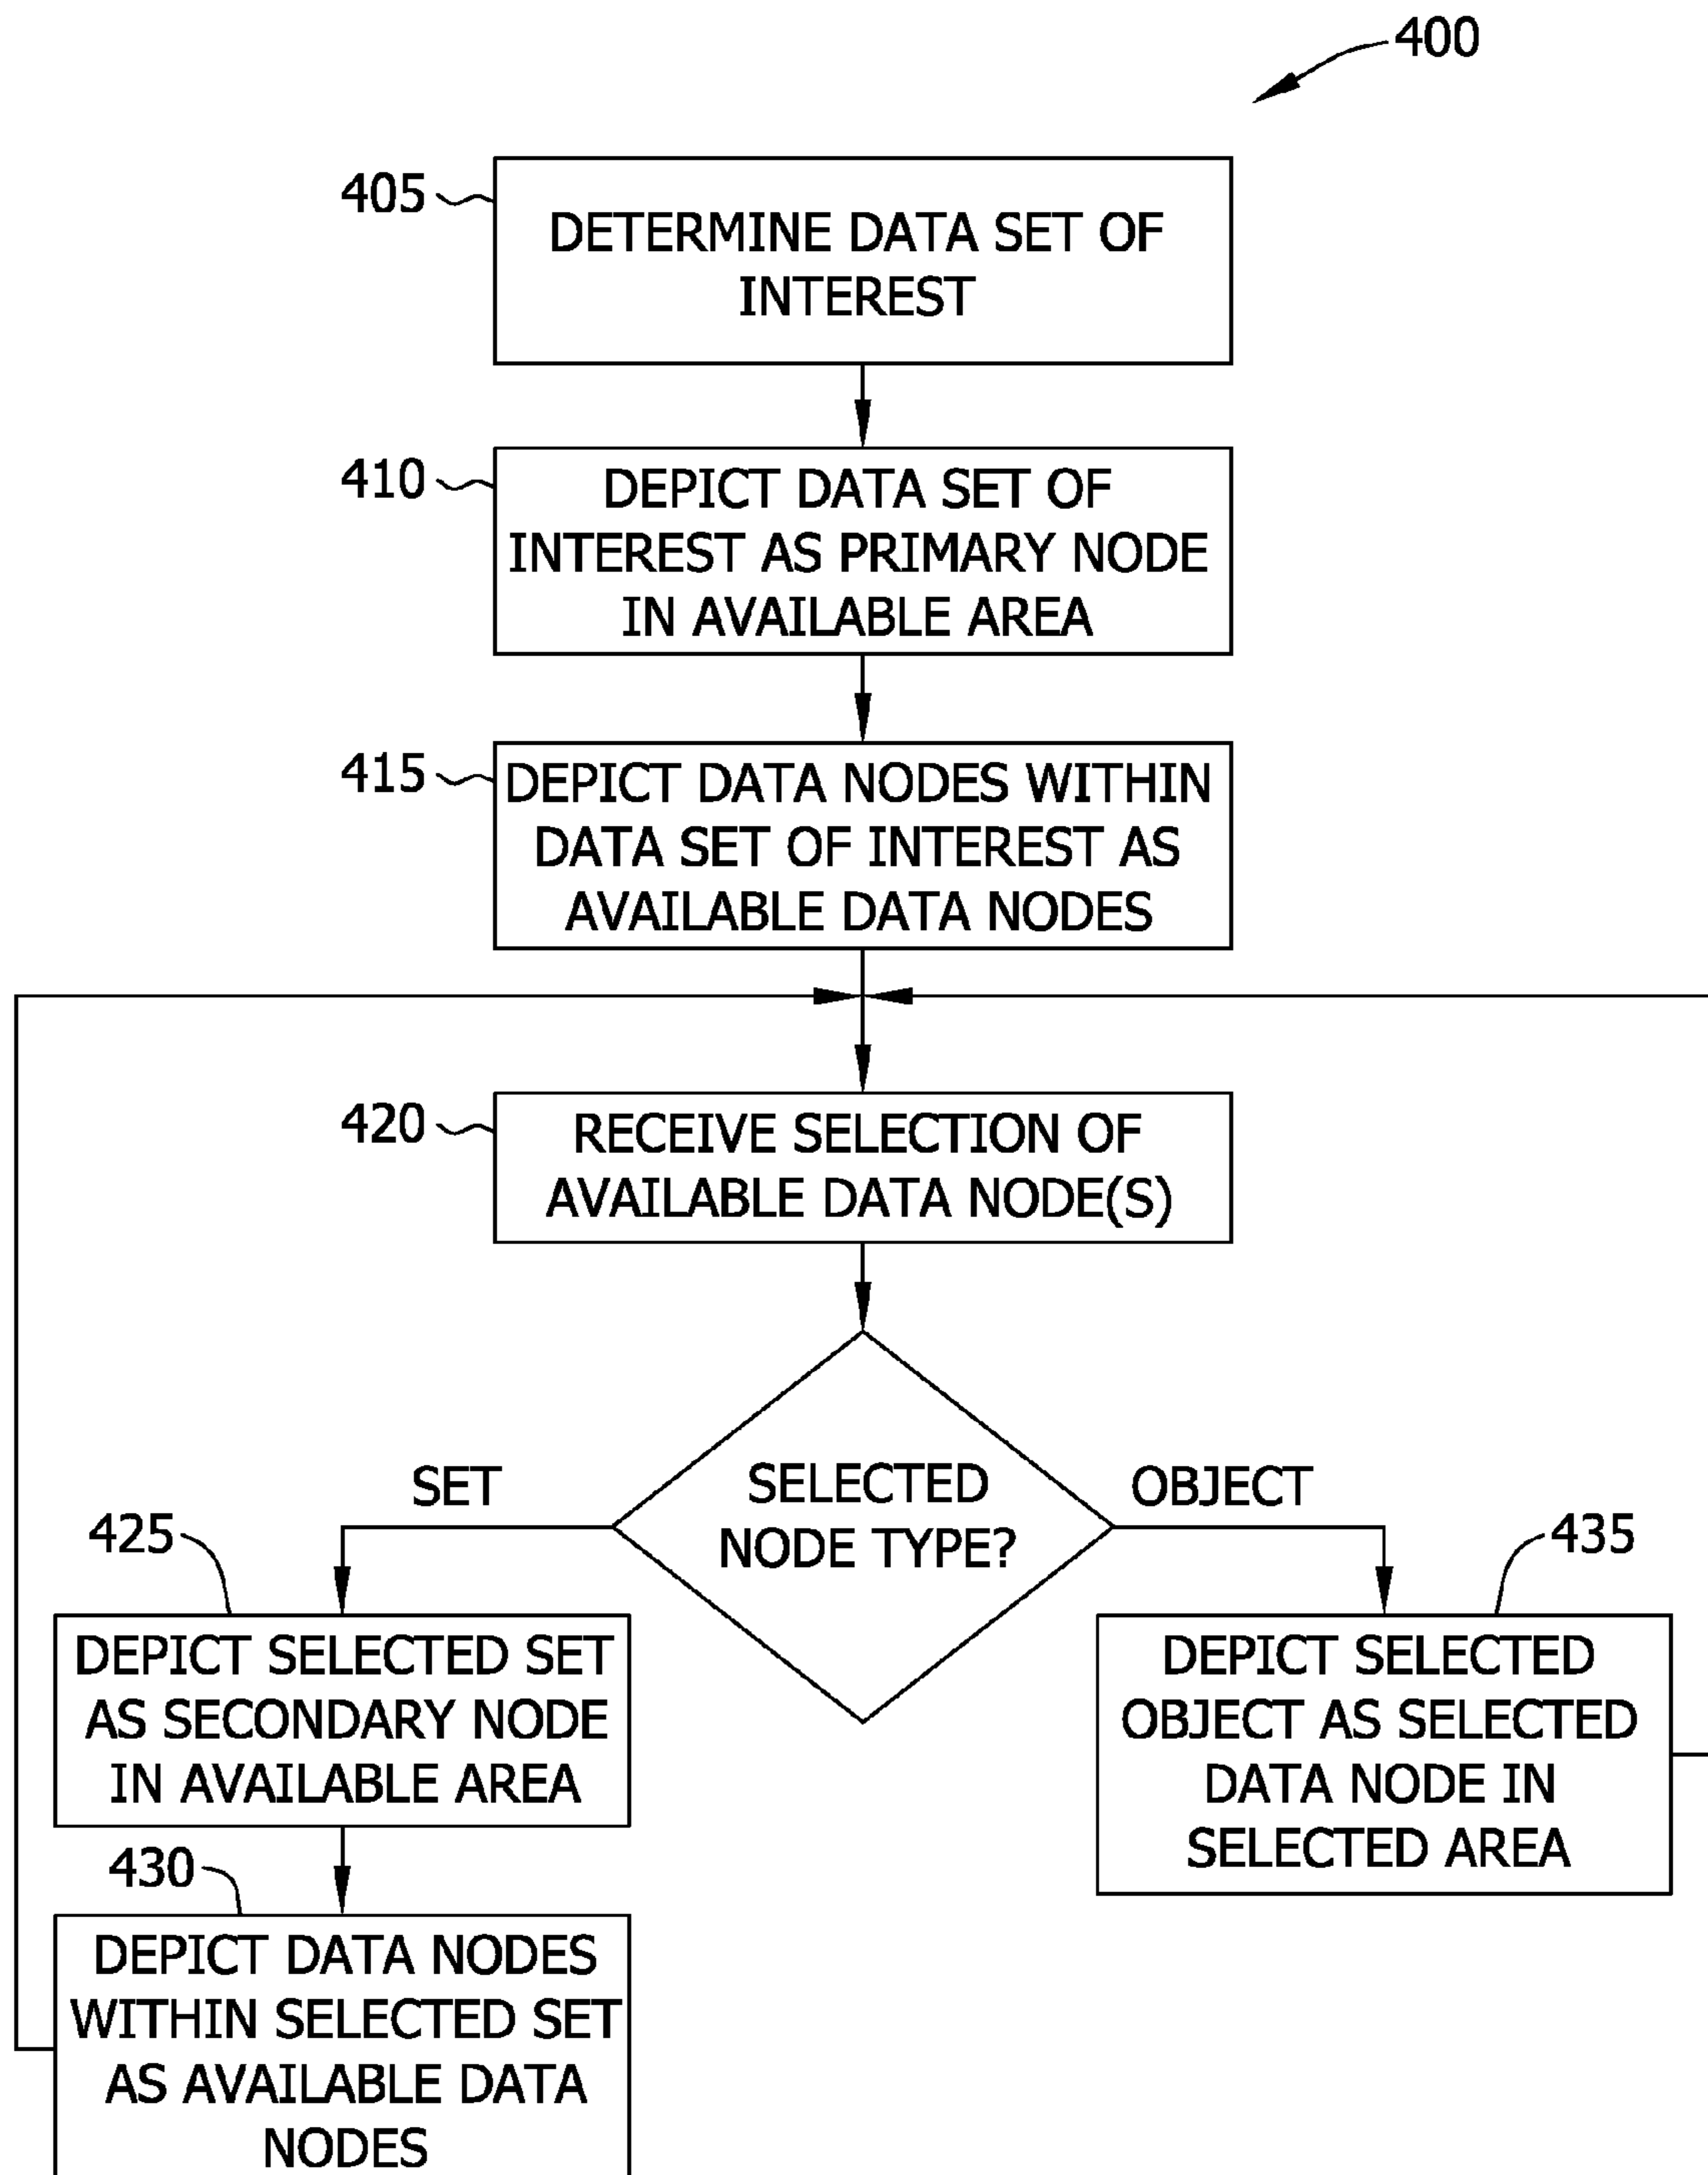 400
405
DETERMINE DATA SET OF
INTEREST
410
DEPICT DATA SET OF
INTEREST AS PRIMARY NODE
IN AVAILABLE AREA
415
DEPICT DATA NODES WITHIN
DATA SET OF INTEREST AS
AVAILABLE DATA NODES
420
RECEIVE SELECTION OF
AVAILABLE DATA NODE(S)
SELECTED
NODE TYPE?
SET
OBJECT
425
DEPICT SELECTED SET
AS SECONDARY NODE
IN AVAILABLE AREA
430
DEPICT DATA NODES
WITHIN SELECTED SET
AS AVAILABLE DATA
NODES
435
DEPICT SELECTED
OBJECT AS SELECTED
DATA NODE IN
SELECTED AREA